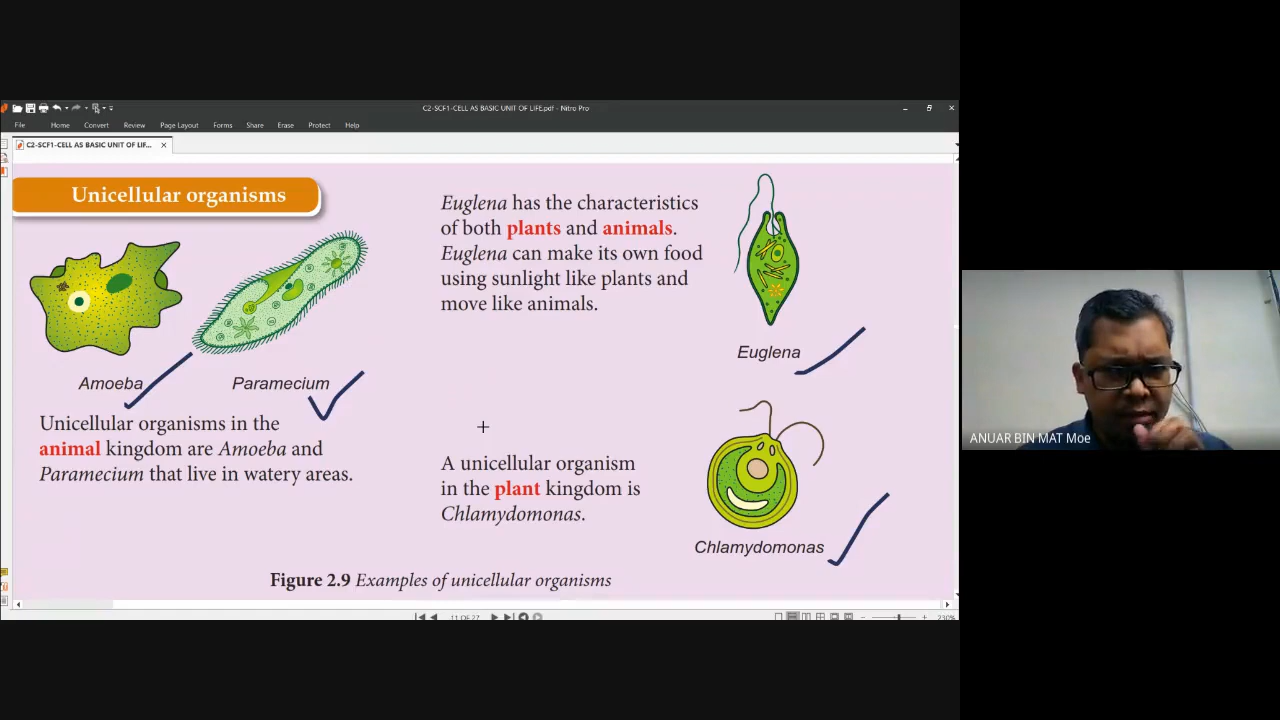 C2-SCF1-CELL AS BASIC UNIT OF LIFE.pdf - Nitro Pro
File Home Convert Review Page Layout Forms Share Erase Protect Help
C2-SCF1-CELL AS BASIC UNIT OF LIF...
Unicellular organisms
Amoeba
Paramecium
Unicellular organisms in the
animal kingdom are Amoeba and
Paramecium that live in watery areas.
Euglena has the characteristics
of both plants and animals.
Euglena can make its own food
using sunlight like plants and
move like animals.
Euglena
A unicellular organism
in the plant kingdom is
Chlamydomonas.
Chlamydomonas
Figure 2.9 Examples of unicellular organisms
11 OF 27
230%
ANUAR BIN MAT Moe